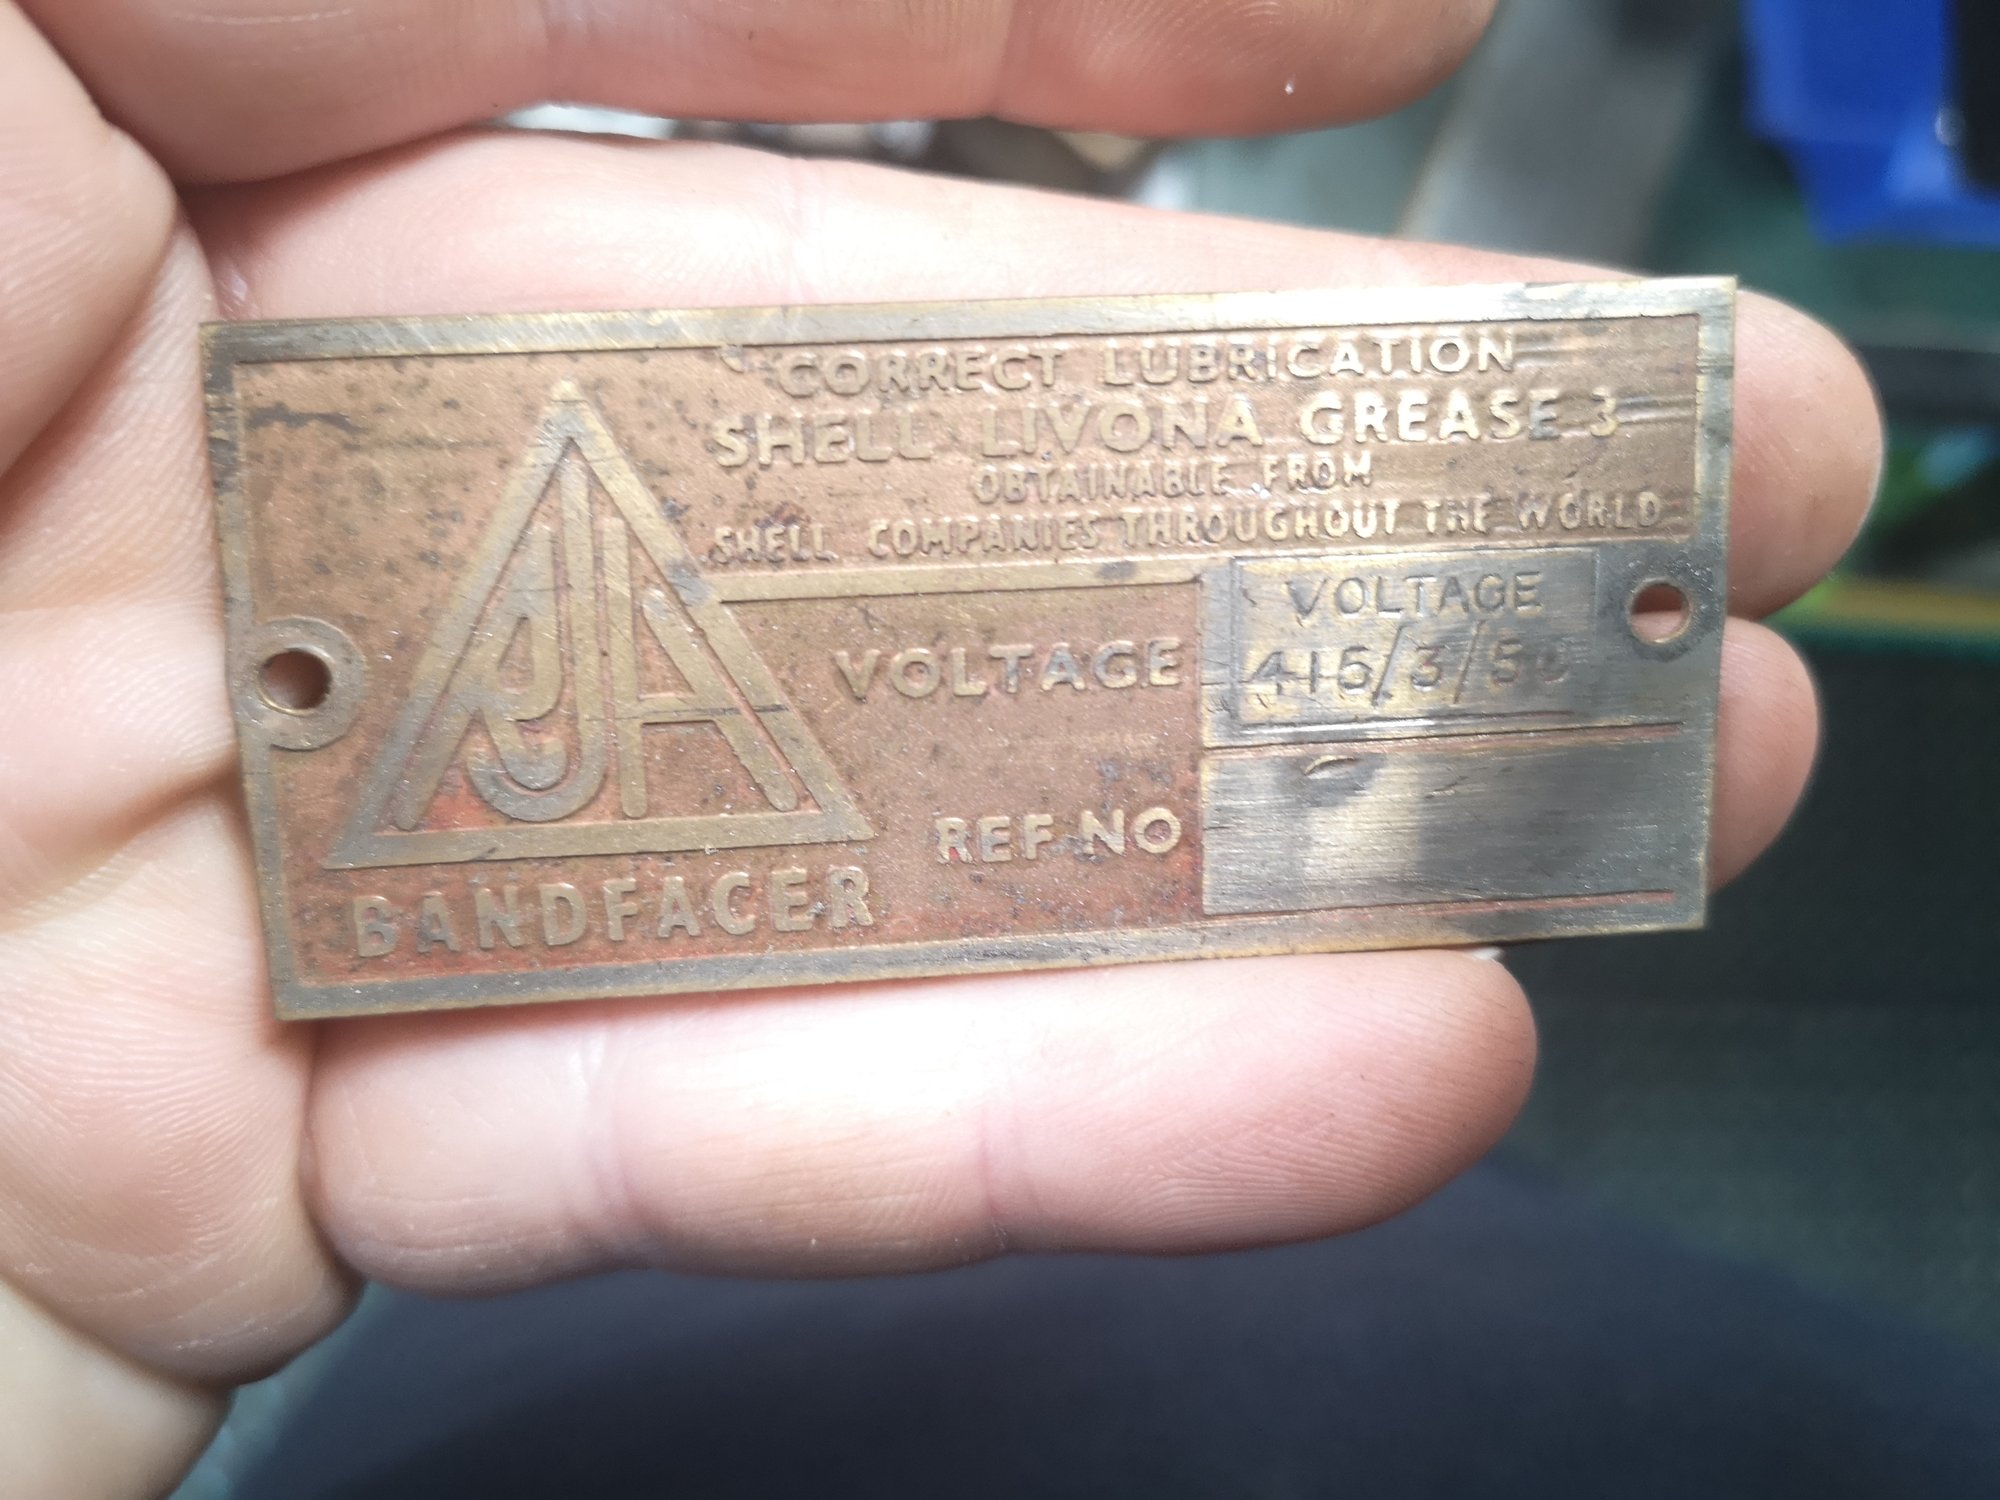 CORRECT LUBRICATION
SHELL LIVONA GREASE 3
OBTAINABLE FROM
SHELL COMPANIES THROUGHOUT THE WORLD
RJA
BANDFACER
VOLTAGE
VOLTAGE
415/3/50
REF. NO